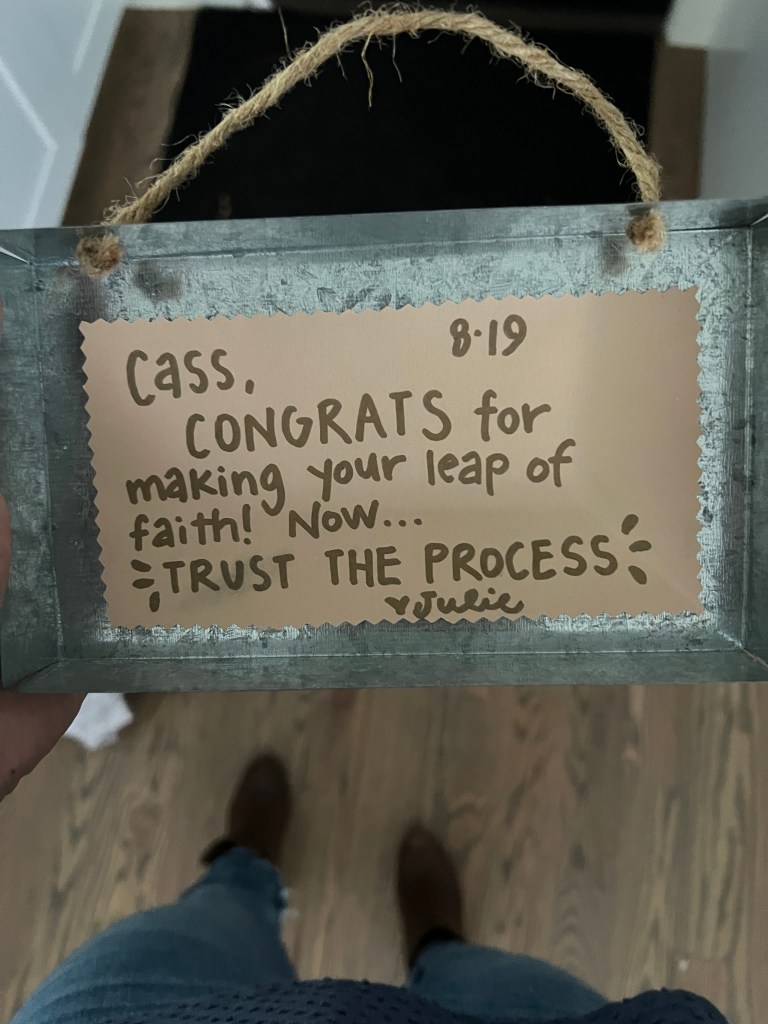 8·19
Cass,
CONGRATS for
making your leap of
faith! Now...
TRUST THE PROCESS
♥Julie